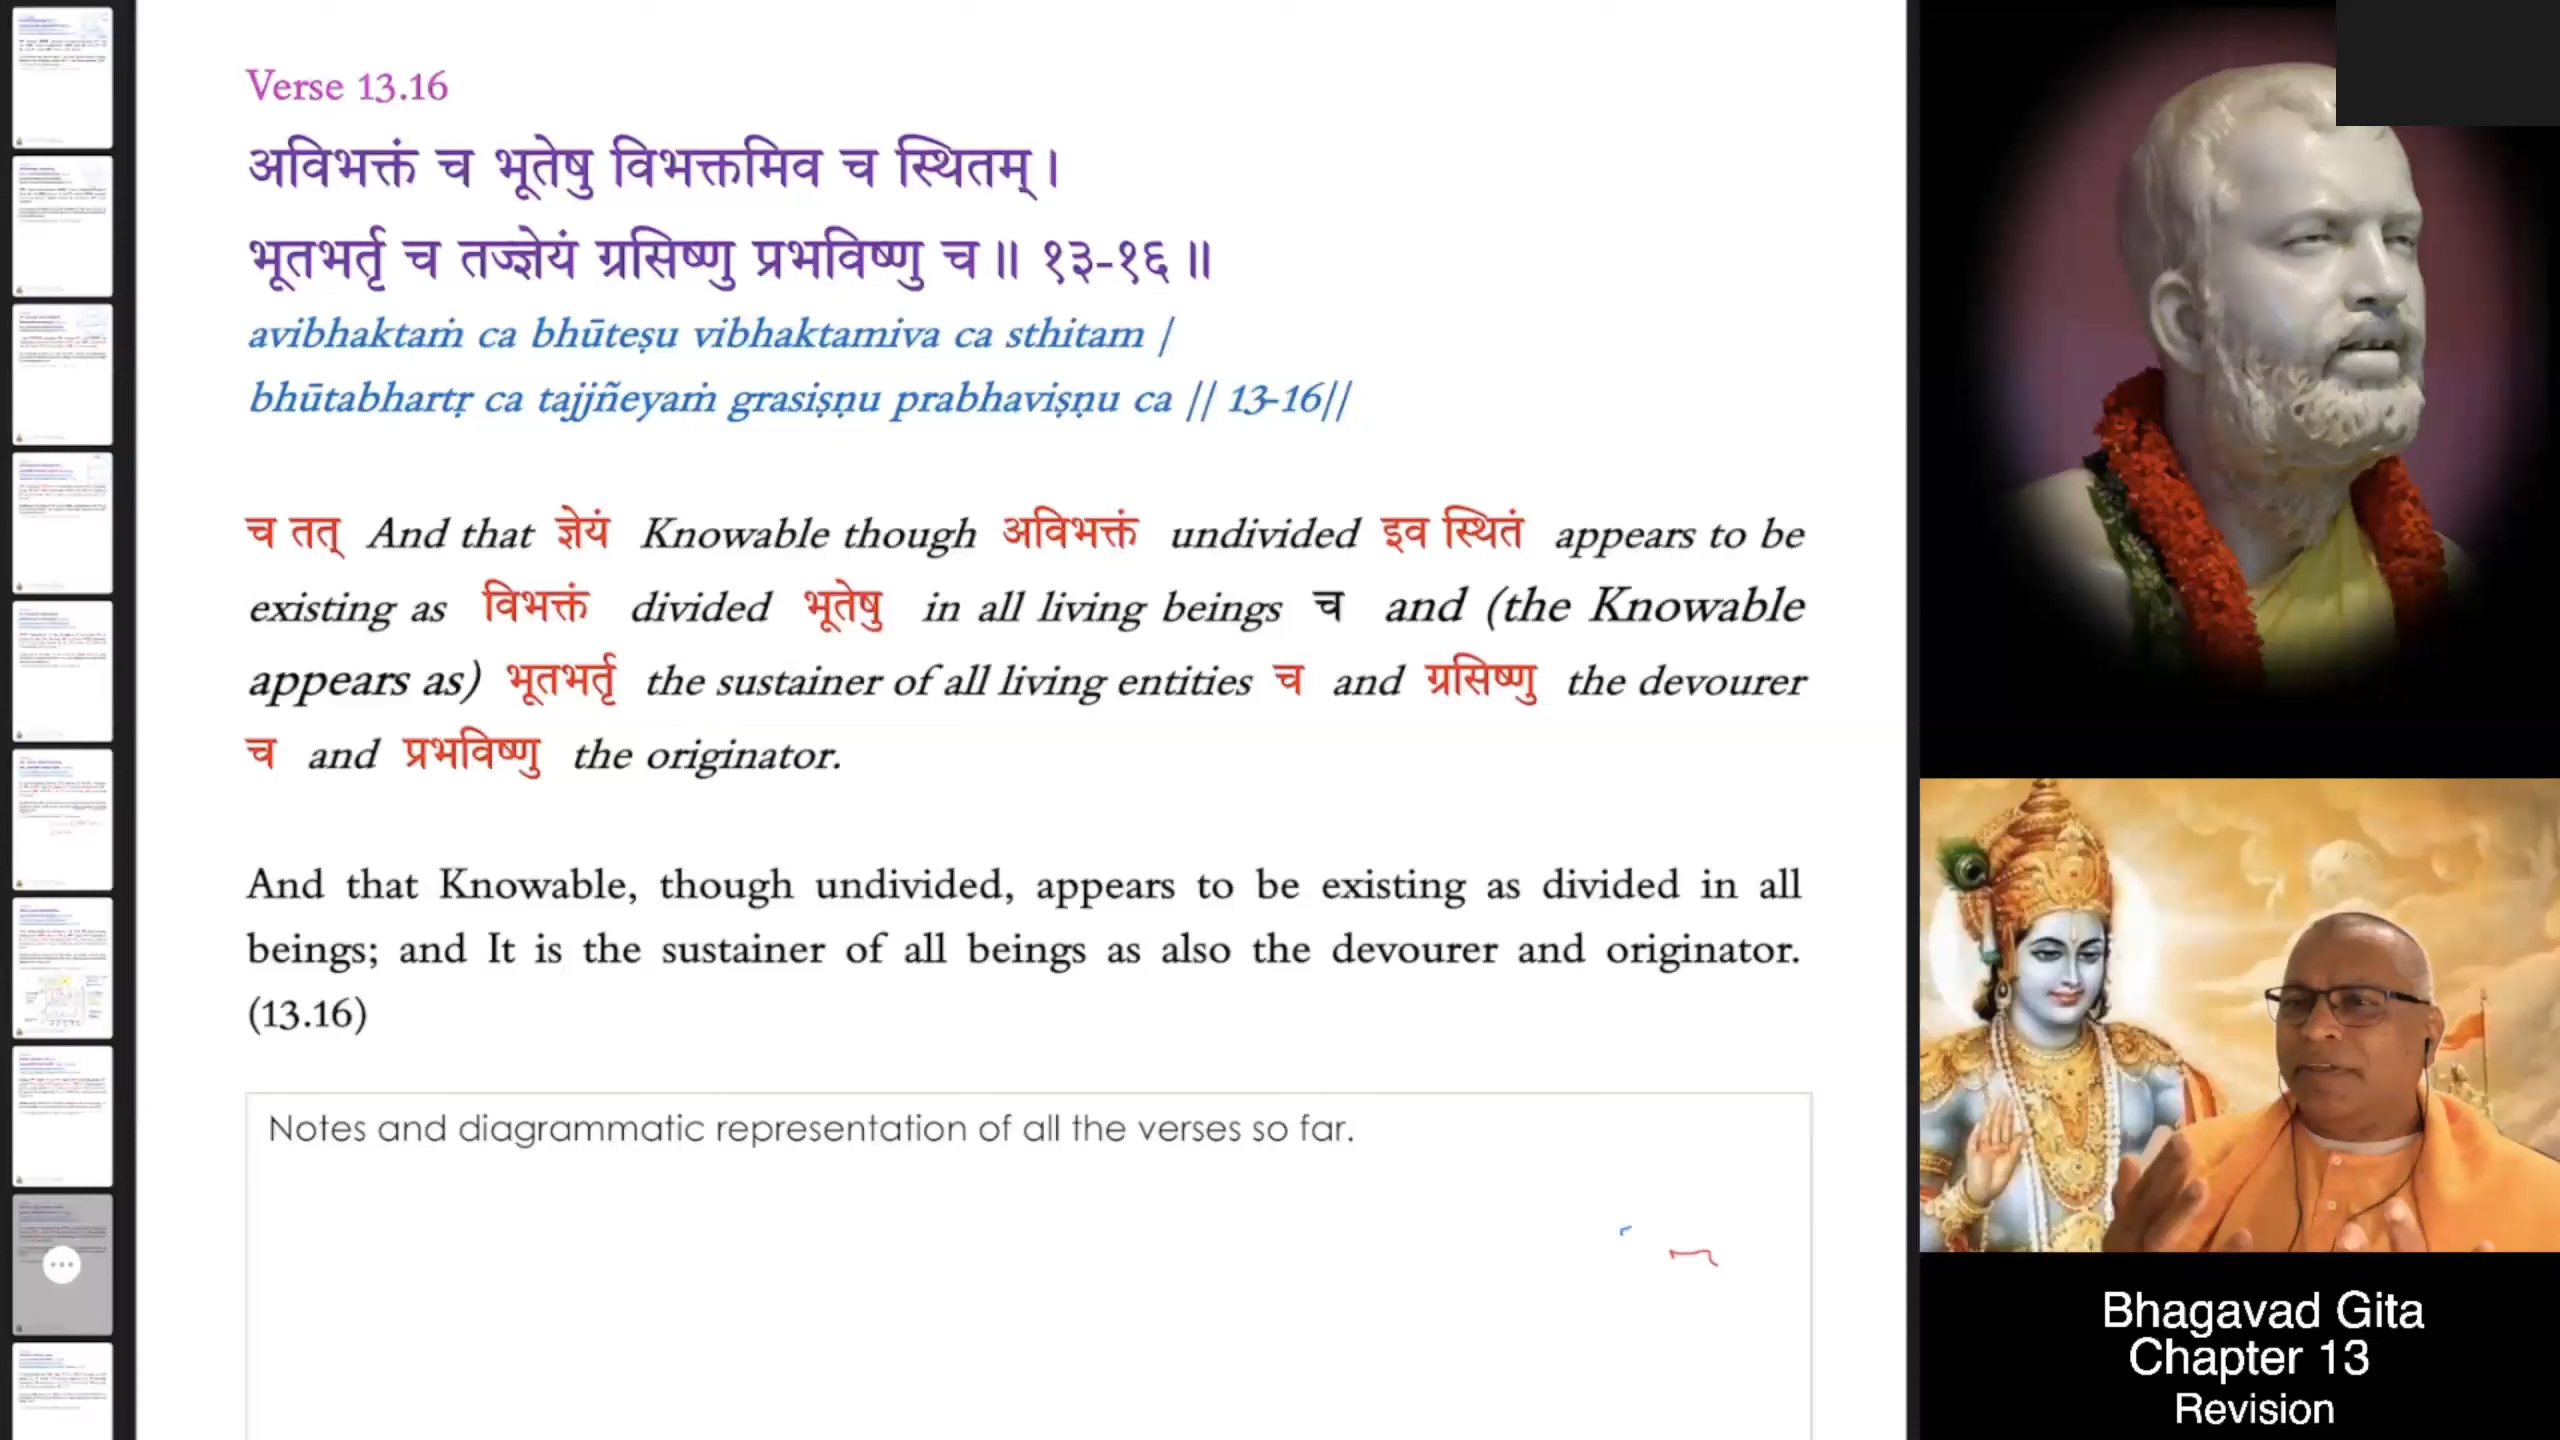 Verse 13.16
अविभक्तं च भूतेषु विभक्तमिव च स्थितम् ।
भूतभर्तृ च तज्ज्ञेयं ग्रसिष्णु प्रभविष्णु च ॥ १३-१६ ॥
avibhaktaṁ ca bhūteṣu vibhaktamiva ca sthitam |
bhūtabhartṛ ca tajjñeyaṁ grasiṣṇu prabhaviṣṇu ca || 13-16||
च तत् And that ज्ञेयं Knowable though अविभक्तं undivided इव स्थितं appears to be
existing as विभक्तं divided भूतेषु in all living beings च and (the Knowable
appears as) भूतभर्तृ the sustainer of all living entities च and ग्रसिष्णु the devourer
च and प्रभविष्णु the originator.
And that Knowable, though undivided, appears to be existing as divided in all
beings; and It is the sustainer of all beings as also the devourer and originator.
(13.16)
Notes and diagrammatic representation of all the verses so far.
Bhagavad Gita
Chapter 13
Revision